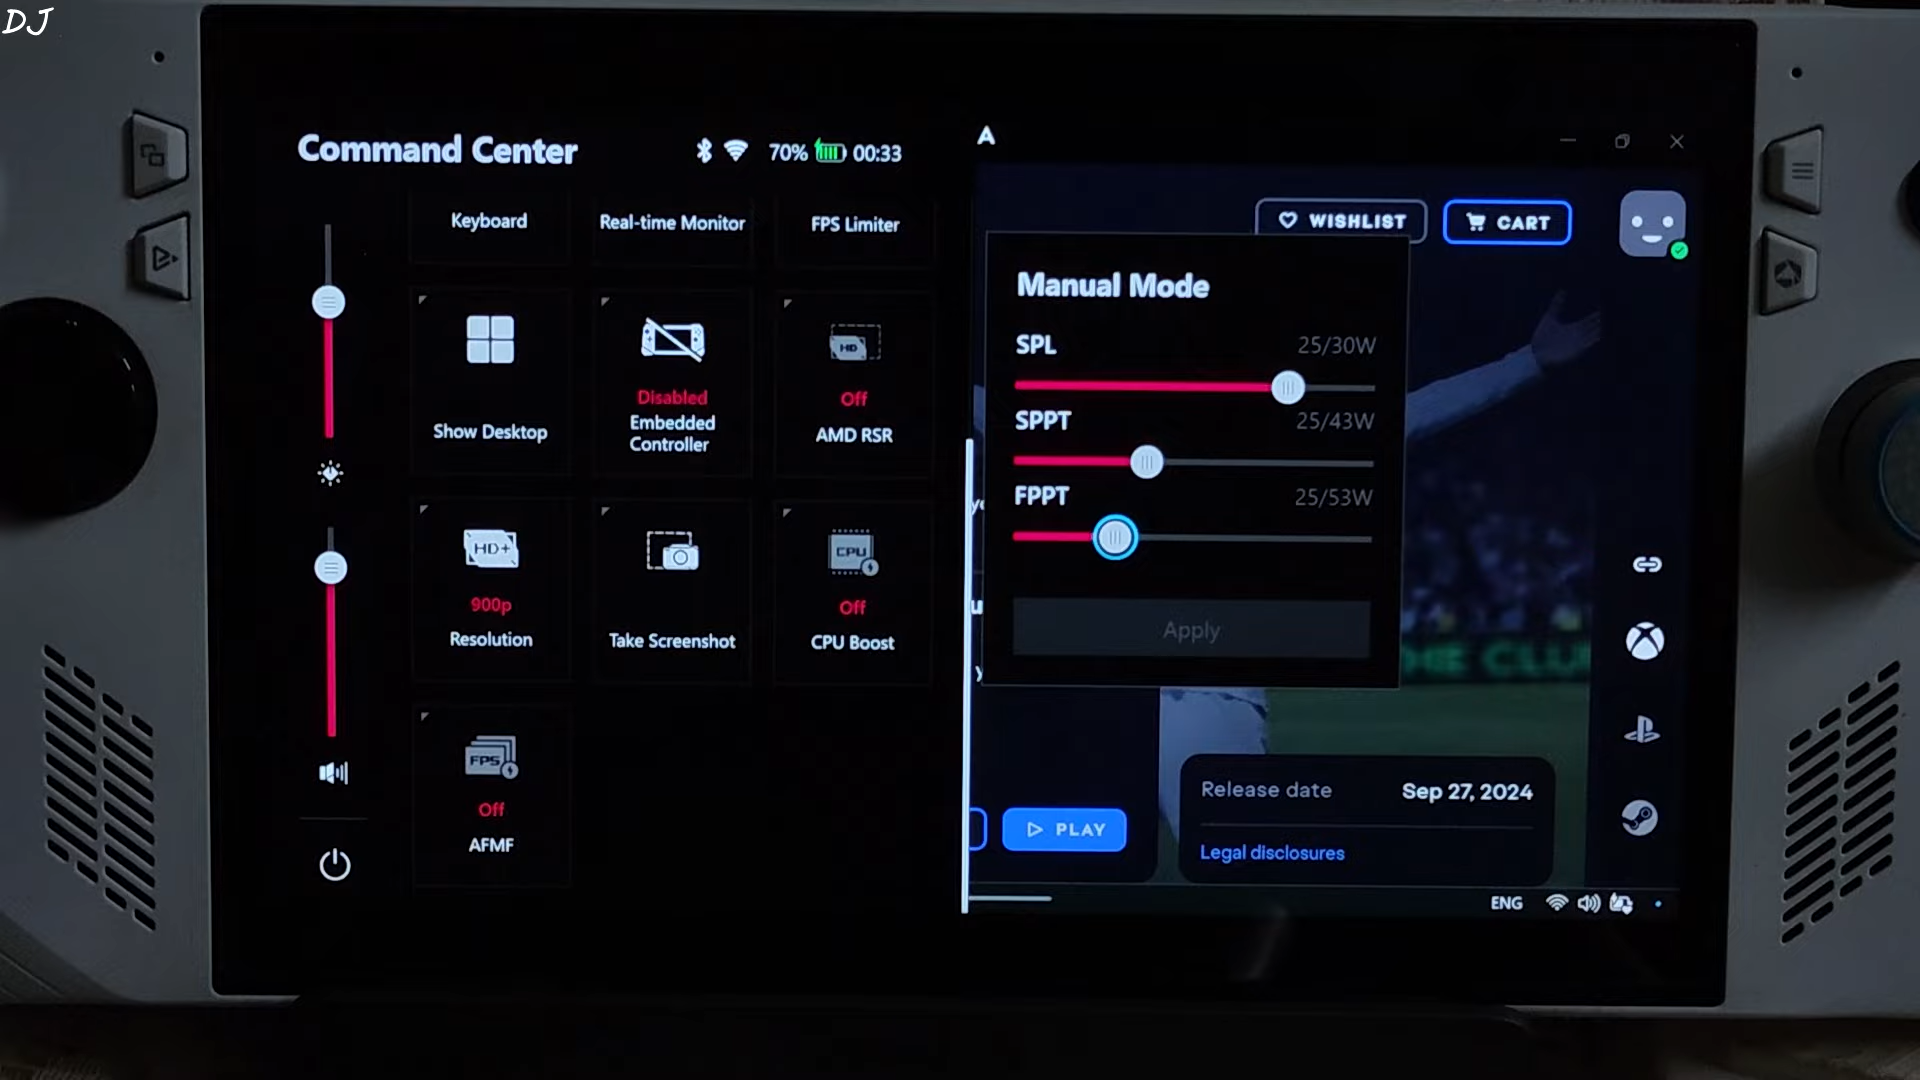 DJ
Command Center
70% 00:33
Keyboard
Real-time Monitor
FPS Limiter
Show Desktop
Disabled
Embedded
Controller
HD
Off
AMD RSR
HD+
900p
Resolution
Take Screenshot
CPU
Off
CPU Boost
FPS
Off
AFMF
WISHLIST
CART
Manual Mode
SPL 25/30W
SPPT 25/43W
FPPT 25/53W
Apply
PLAY
Release date Sep 27, 2024
Legal disclosures
ENG